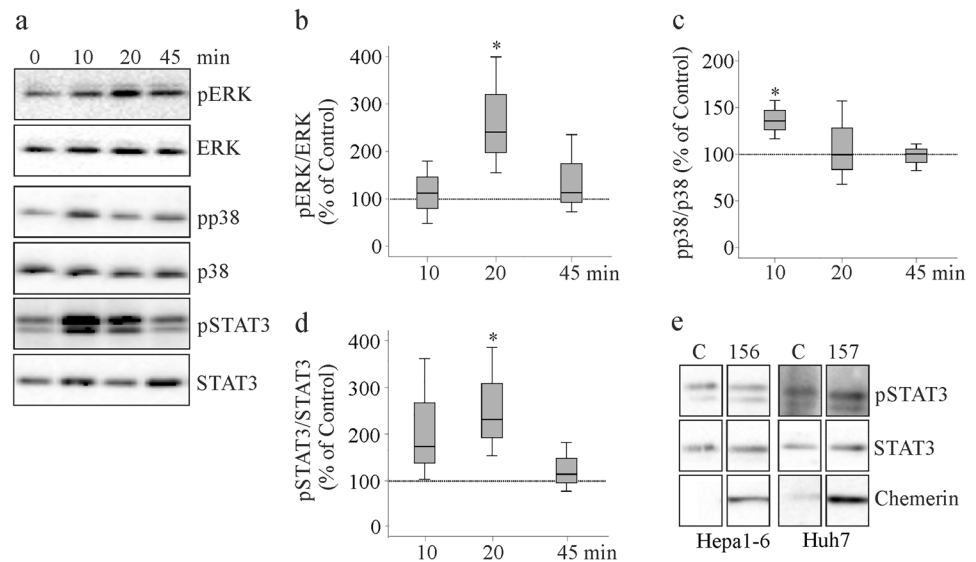 a
0 10 20 45 min
pERK
ERK
pp38
p38
pSTAT3
STAT3
b
pERK/ERK
(% of Control)
400
300
200
100
0
*
10 20 45 min
c
pp38/p38 (% of Control)
200
150
100
50
0
*
10 20 45 min
d
pSTAT3/STAT3
(% of Control)
400
300
200
100
0
*
10 20 45 min
e
C 156 C 157
pSTAT3
STAT3
Chemerin
Hepa1-6 Huh7